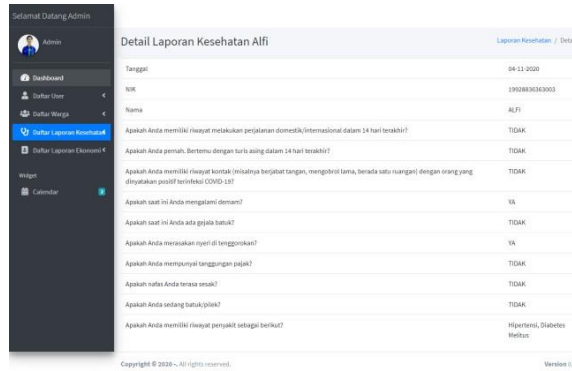 Selamat Datang Admin
Admin
Dashboard
Daftar User
Daftar Warga
Daftar Laporan Kesehatan
Daftar Laporan Ekonomi
Widget
Calendar
Detail Laporan Kesehatan Alfi
Laporan Kesehatan / Deta
Tanggal 04-11-2020
NIK
Nama ALFI
Apakah Anda memiliki riwayat melakukan perjalanan domestik/internasional dalam 14 hari terakhir? TIDAK
Apakah Anda pernah. Bertemu dengan turis asing dalam 14 hari terakhir? TIDAK
Apakah Anda memiliki riwayat kontak (misalnya berjabat tangan, mengobrol lama, berada satu ruangan) dengan orang yang TIDAK
dinyatakan positif terinfeksi COVID-19?
Apakah saat ini Anda mengalami demam? YA
Apakah saat ini Anda ada gejala batuk? TIDAK
Apakah Anda merasakan nyeri di tenggorokan? YA
Apakah Anda mempunyai tanggungan pajak? TIDAK
Apakah nafas Anda terasa sesak? TIDAK
Apakah Anda sedang batuk/pilek? TIDAK
Apakah Anda memiliki riwayat penyakit sebagai berikut? Hipertensi, Diabetes
Melitus
Copyright © 2020-. All rights reserved.
Version